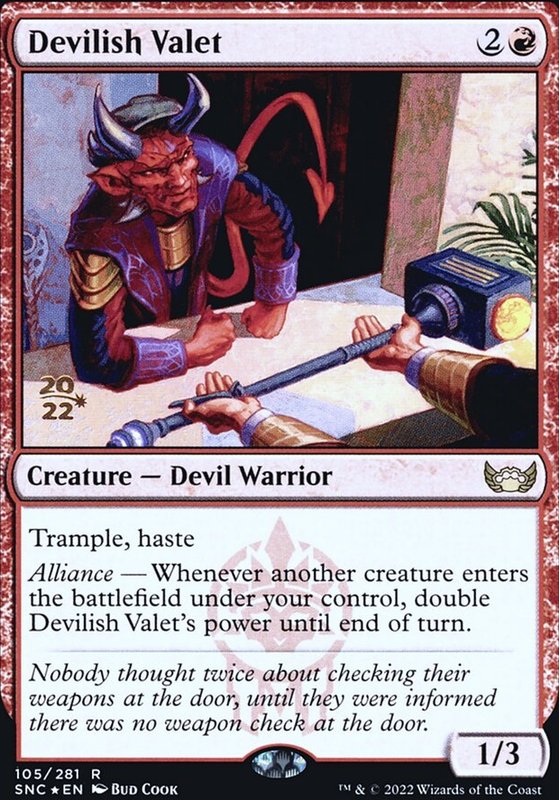 Devilish Valet 2
20
22
Creature — Devil Warrior
Trample, haste
Alliance — Whenever another creature enters
the battlefield under your control, double
Devilish Valet's power until end of turn.
Nobody thought twice about checking their
weapons at the door, until they were informed
there was no weapon check at the door.
1/3
105/281 R
SNC ★ EN Bud Cook
™ & © 2022 Wizards of the Coast